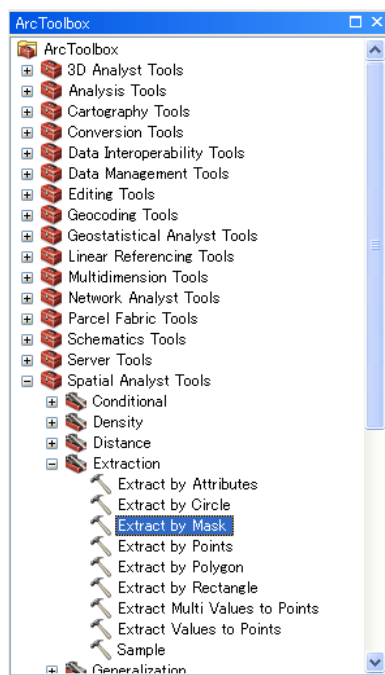 ArcToolbox
ArcToolbox
3D Analyst Tools
Analysis Tools
Cartography Tools
Conversion Tools
Data Interoperability Tools
Data Management Tools
Editing Tools
Geocoding Tools
Geostatistical Analyst Tools
Linear Referencing Tools
Multidimension Tools
Network Analyst Tools
Parcel Fabric Tools
Schematics Tools
Server Tools
Spatial Analyst Tools
Conditional
Density
Distance
Extraction
Extract by Attributes
Extract by Circle
Extract by Mask
Extract by Points
Extract by Polygon
Extract by Rectangle
Extract Multi Values to Points
Extract Values to Points
Sample
Generalization